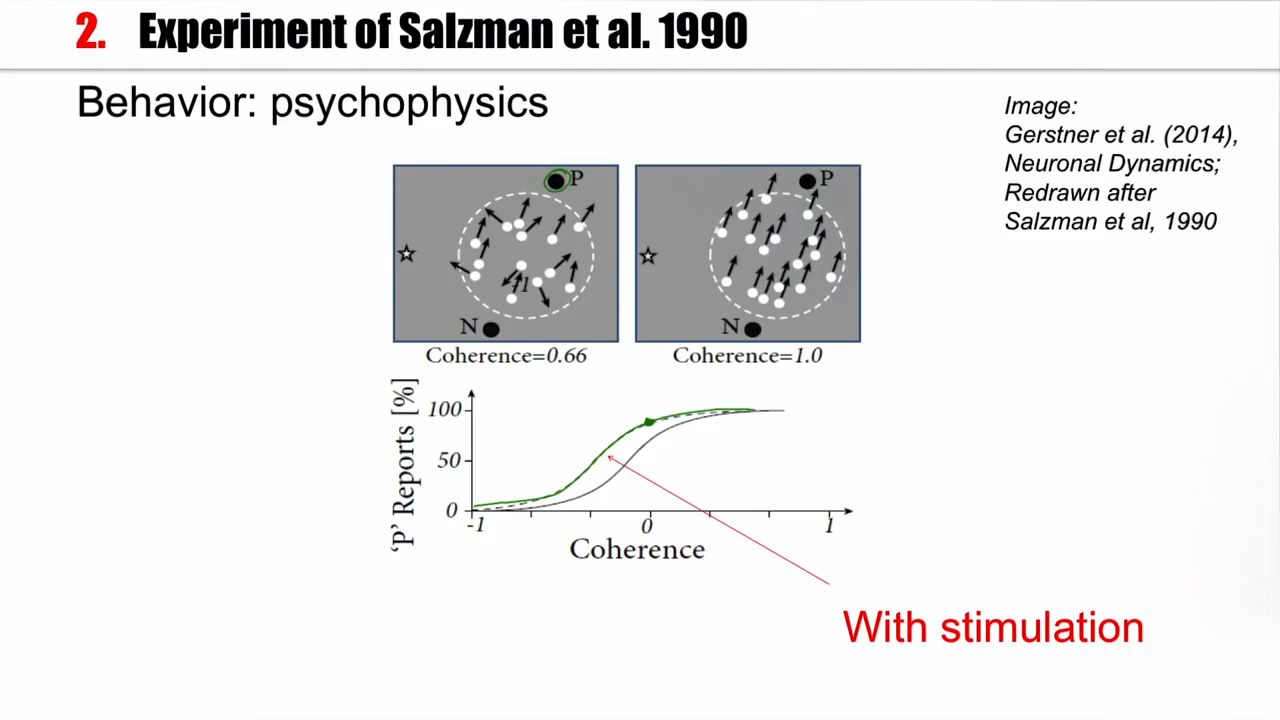 2. Experiment of Salzman et al. 1990
Behavior: psychophysics
Image:
Gerstner et al. (2014),
Neuronal Dynamics;
Redrawn after
Salzman et al, 1990
P
N
Coherence=0.66
P
N
Coherence=1.0
'P' Reports [%]
100
50
0
-1
0
1
Coherence
With stimulation